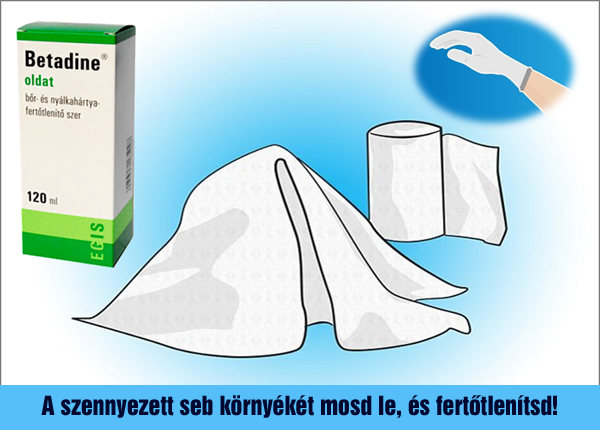 Betadine®
oldat
bőr- és nyálkahártya-
fertőtlenítő szer
120 ml
EGIS
A szennyezett seb környékét mosd le, és fertőtlenítsd!